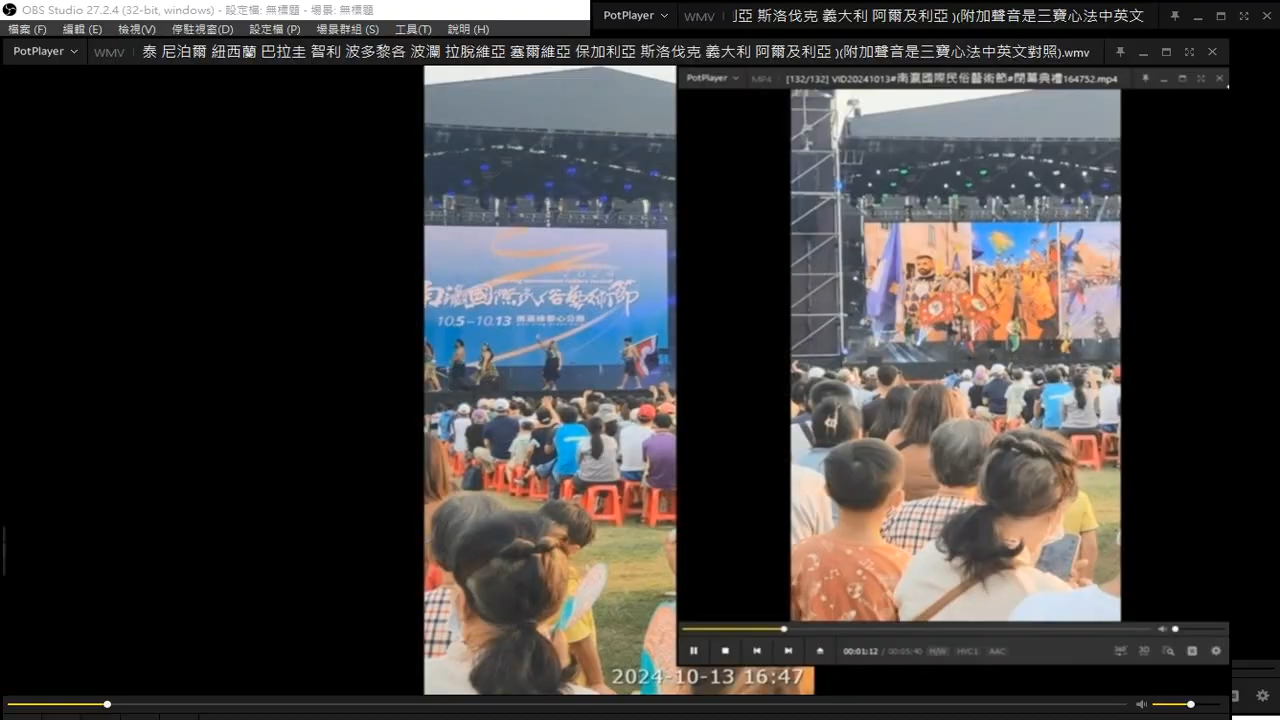 OBS Studio 27.2.4 (32-bit, windows) - 設定檔: 無標題 - 場景: 無標題
檔案 (F) 編輯 (E) 檢視(V) 停駐視窗(D) 設定檔 (P) 場景群組 (S) 工具(T) 說明 (H)
PotPlayer WMV 亞 斯洛伐克 義大利 阿爾及利亞 )(附加聲音是三寶心法中英文
PotPlayer WMV 泰 尼泊爾 紐西蘭 巴拉圭 智利 波多黎各 波瀾 拉脫維亞 塞爾維亞 保加利亞 斯洛伐克 義大利 阿爾及利亞 )(附加聲音是三寶心法中英文對照).wmv
PotPlayer MP4 [132/132] VID20241013#南瀛國際民俗藝術節#閉幕典禮164752.mp4
2024
南瀛國際民俗藝術節
10.5-10.13
00:01:12 / 00:05:40 H/W HVC1 AAC
360° 3D
2024-10-13 16:47